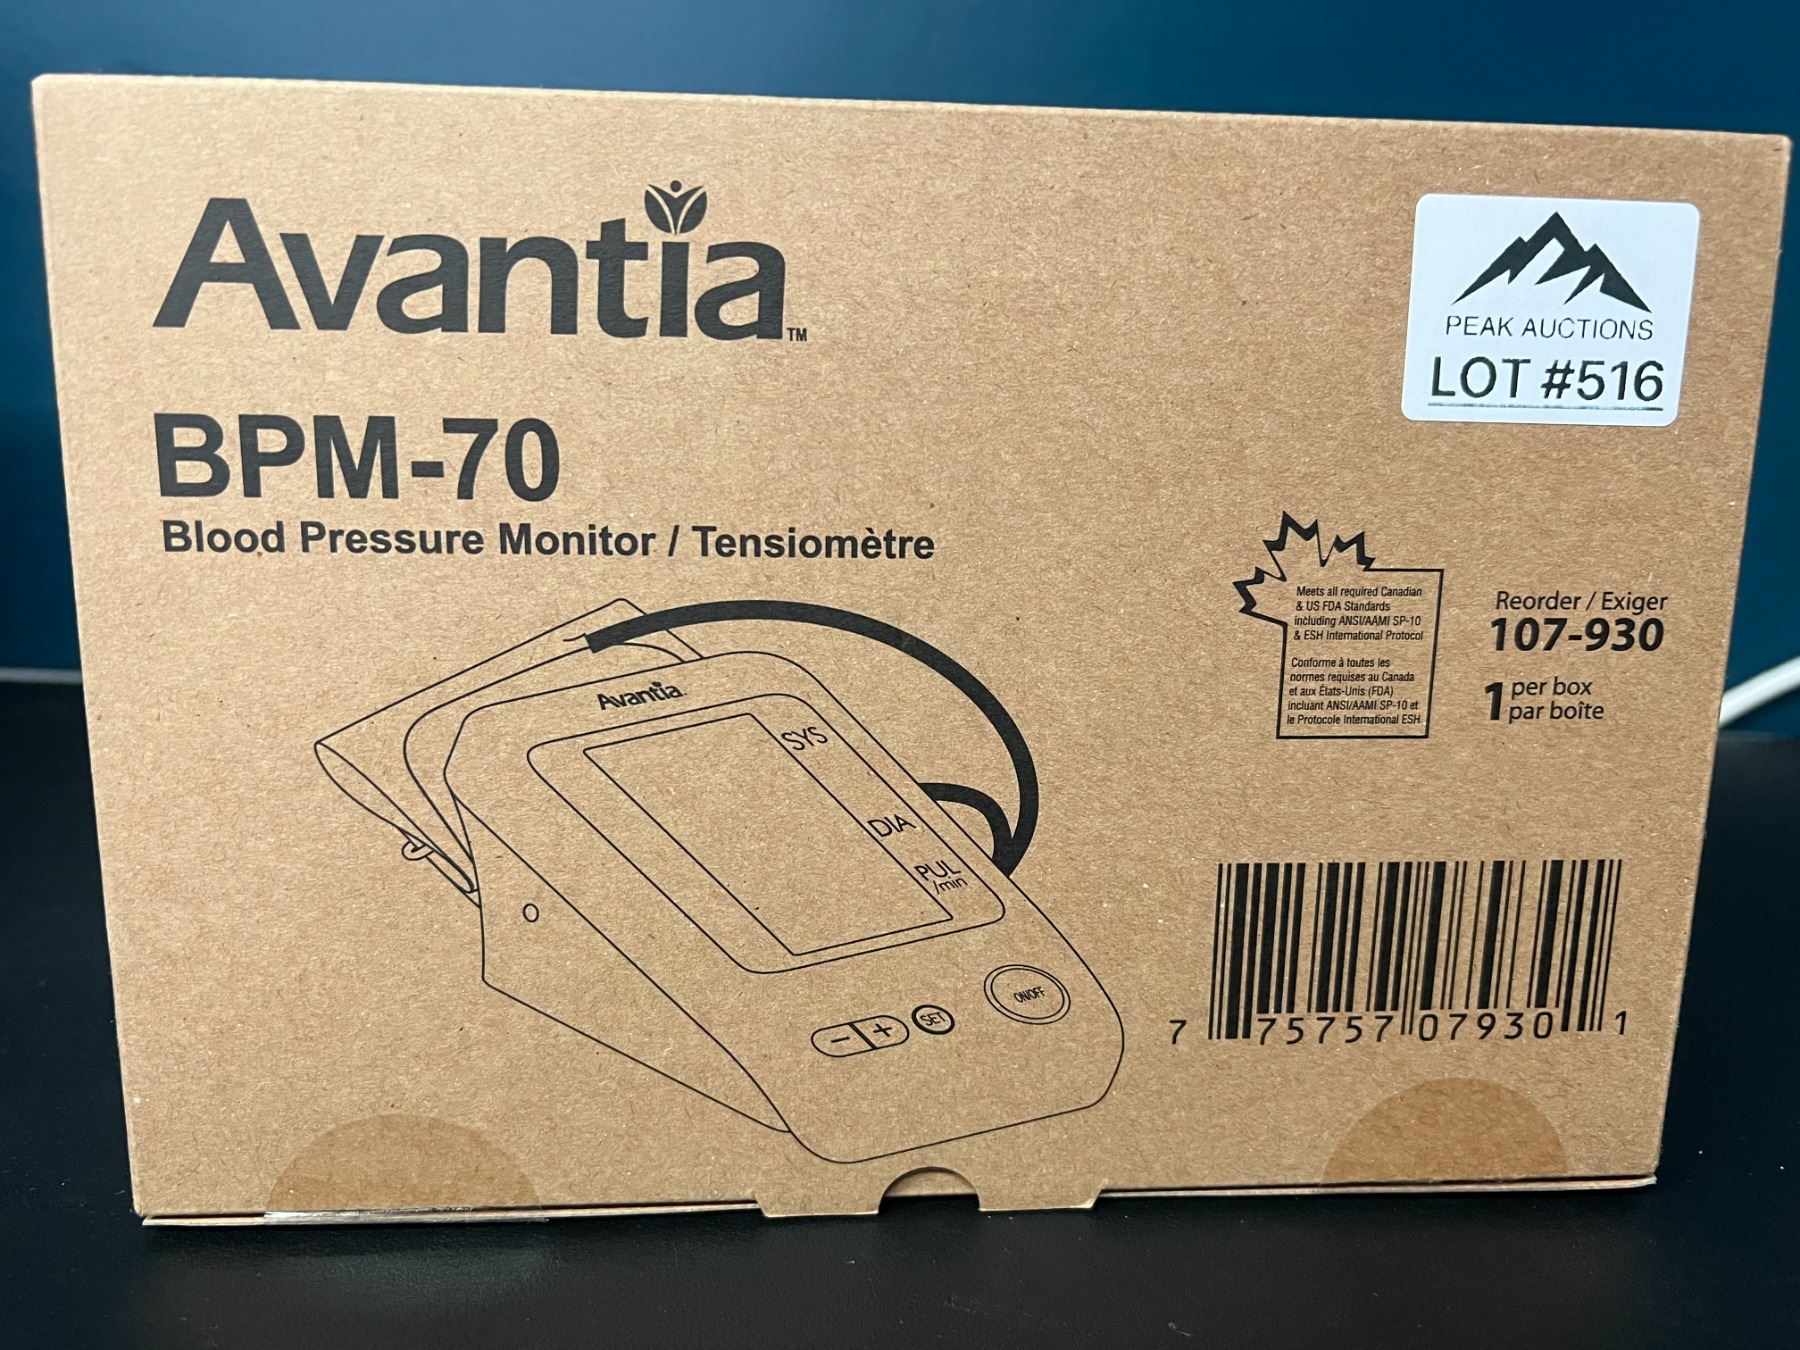 Avantia™
PEAK AUCTIONS
LOT #516
BPM-70
Blood Pressure Monitor / Tensiomètre
Meets all required Canadian
& US FDA Standards
including ANSI/AAMI SP-10
& ESH International Protocol
Conforme à toutes les
normes requises au Canada
et aux États-Unis (FDA)
incluant ANSI/AAMI SP-10 et
le Protocole International ESH
Reorder / Exiger
107-930
1 per box
par boîte
Avantia
SYS
DIA
PUL
/min
ON/OFF
- + SET
7 75757 07930 1